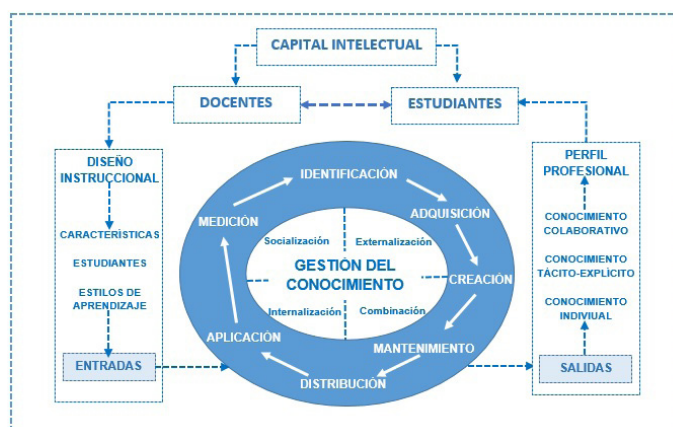 CAPITAL INTELECTUAL
DOCENTES
ESTUDIANTES
DISEÑO
INSTRUCCIONAL
CARACTERÍSTICAS
ESTUDIANTES
ESTILOS DE
APRENDIZAJE
ENTRADAS
IDENTIFICACIÓN
ADQUISICIÓN
CREACIÓN
MANTENIMIENTO
DISTRIBUCIÓN
APLICACIÓN
MEDICIÓN
Socialización
Externalización
GESTIÓN DEL
CONOCIMIENTO
Internalización
Combinación
PERFIL
PROFESIONAL
CONOCIMIENTO
COLABORATIVO
CONOCIMIENTO
TÁCITO-EXPLÍCITO
CONOCIMIENTO
INDIVIUAL
SALIDAS